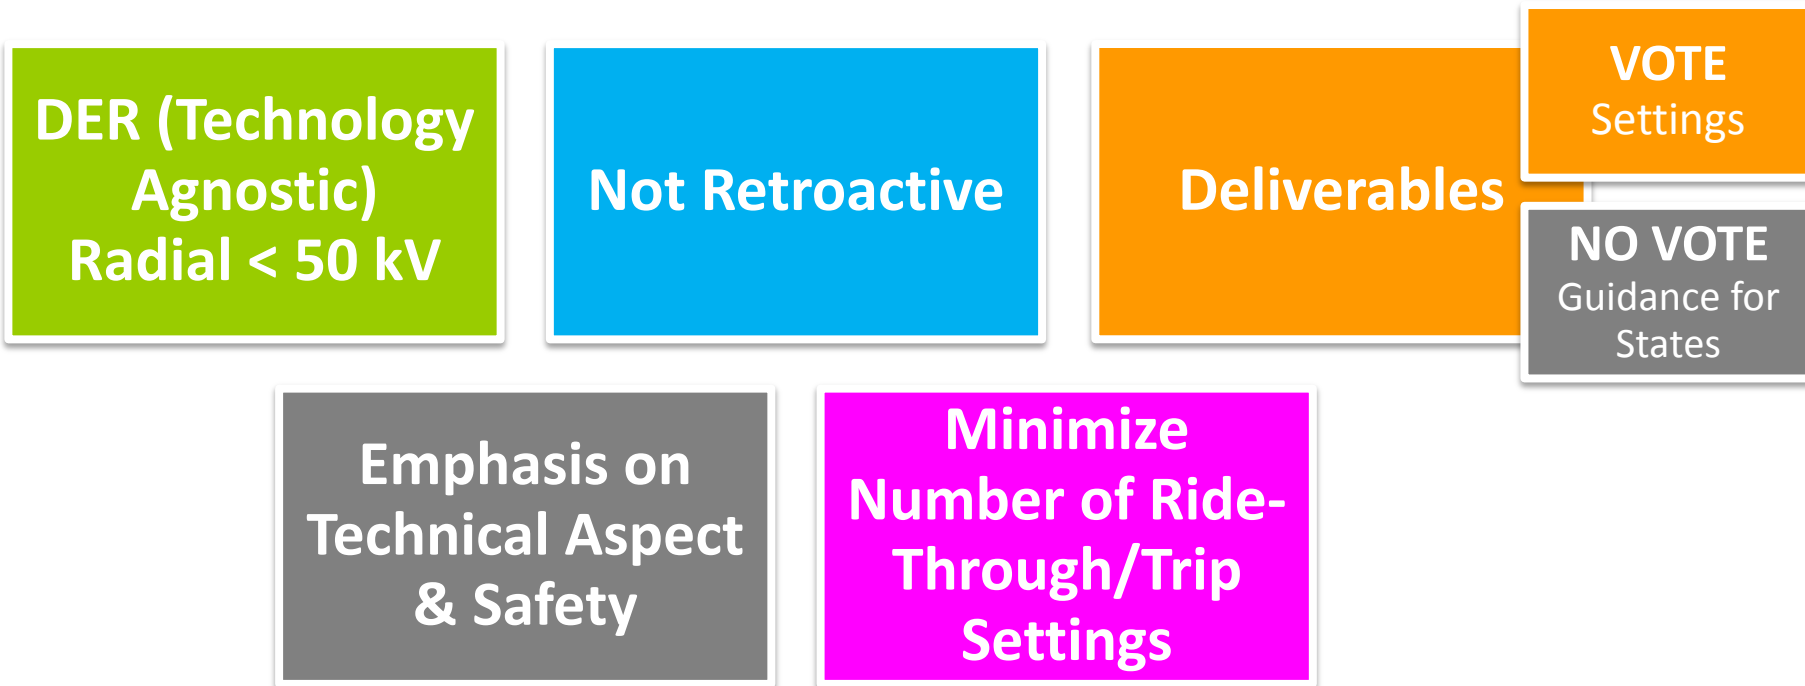 DER (Technology
Agnostic)
Radial < 50 kV
Not Retroactive
Deliverables
VOTE
Settings
NO VOTE
Guidance for
States
Emphasis on
Technical Aspect
& Safety
Minimize
Number of Ride-
Through/Trip
Settings